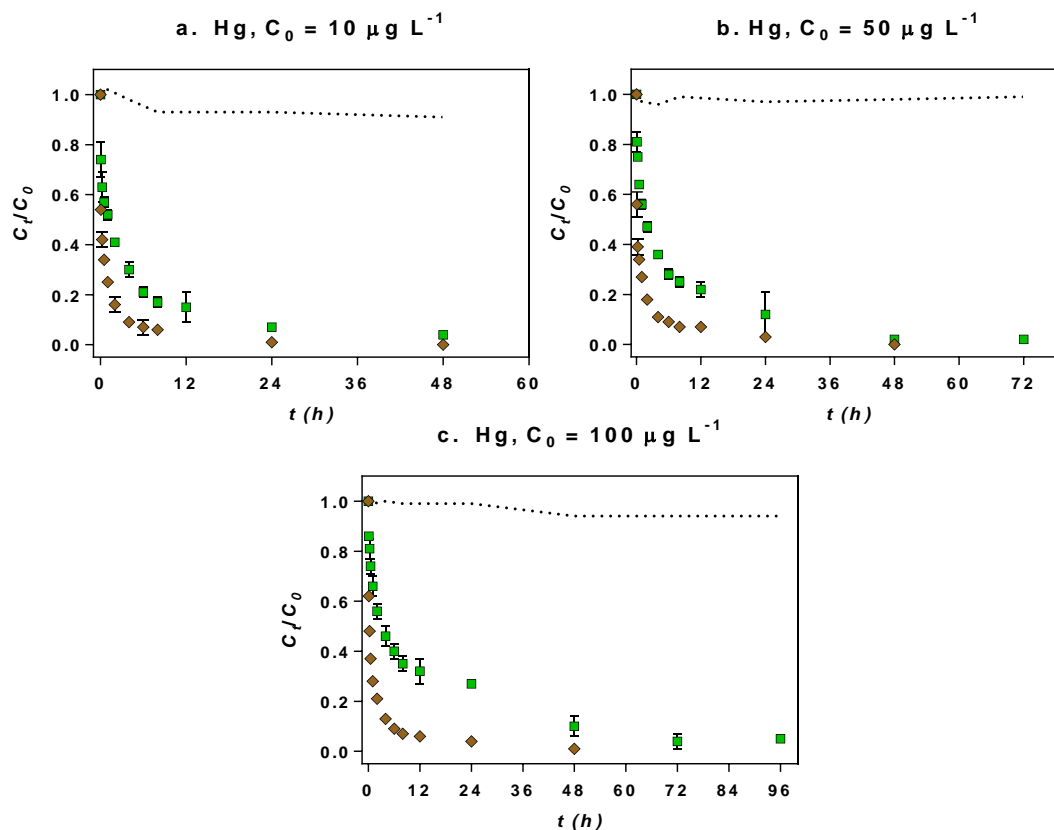 a. Hg, C₀ = 10 µg L⁻¹
1.0
0.8
0.6
0.4
0.2
0.0
Cₜ/C₀
0 12 24 36 48 60
t (h)
b. Hg, C₀ = 50 µg L⁻¹
1.0
0.8
0.6
0.4
0.2
0.0
Cₜ/C₀
0 12 24 36 48 60 72
t (h)
c. Hg, C₀ = 100 µg L⁻¹
1.0
0.8
0.6
0.4
0.2
0.0
Cₜ/C₀
0 12 24 36 48 60 72 84 96
t (h)